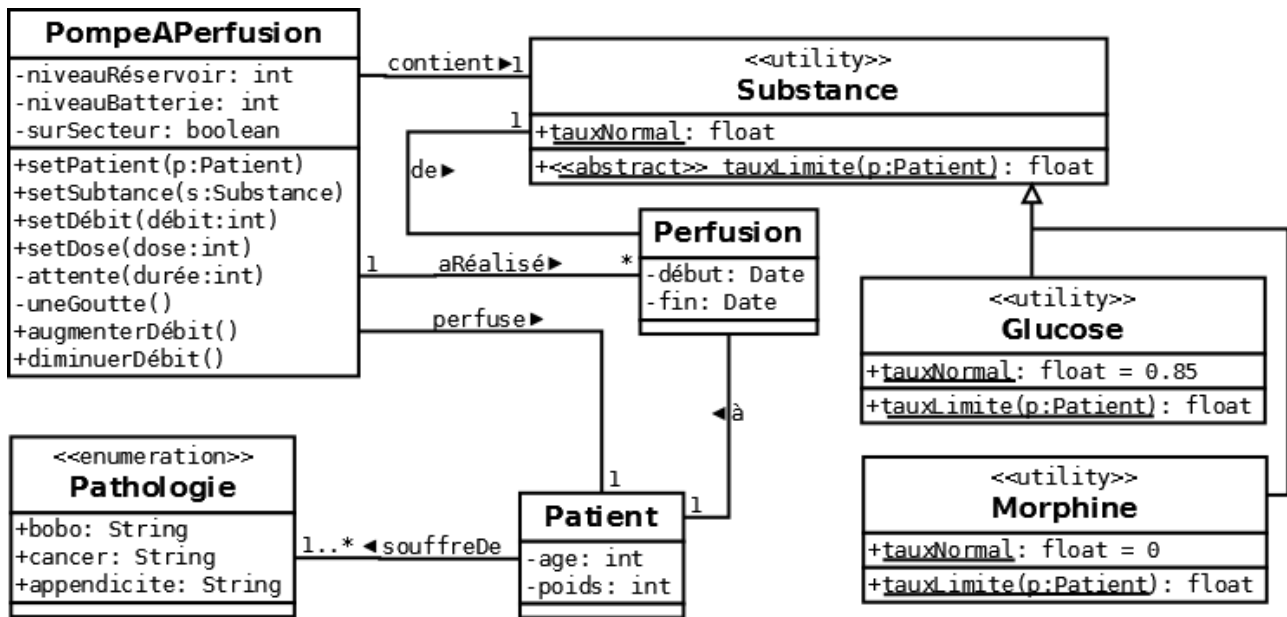 PompeAPerfusion
-niveauRéservoir: int
-niveauBatterie: int
-surSecteur: boolean
+setPatient(p:Patient)
+setSubtance(s:Substance)
+setDébit(débit:int)
+setDose(dose:int)
-attente(durée:int)
-uneGoutte()
+augmenterDébit()
+diminuerDébit()
contient► 1
<<utility>>
Substance
+tauxNormal: float
+<<abstract>> tauxLimite(p:Patient): float
1
de►
Perfusion
-début: Date
-fin: Date
1 aRéalisé► *
perfuse►
1
◄à
1
<<utility>>
Glucose
+tauxNormal: float = 0.85
+tauxLimite(p:Patient): float
<<utility>>
Morphine
+tauxNormal: float = 0
+tauxLimite(p:Patient): float
<<enumeration>>
Pathologie
+bobo: String
+cancer: String
+appendicite: String
1..* ◄souffreDe
Patient
-age: int
-poids: int